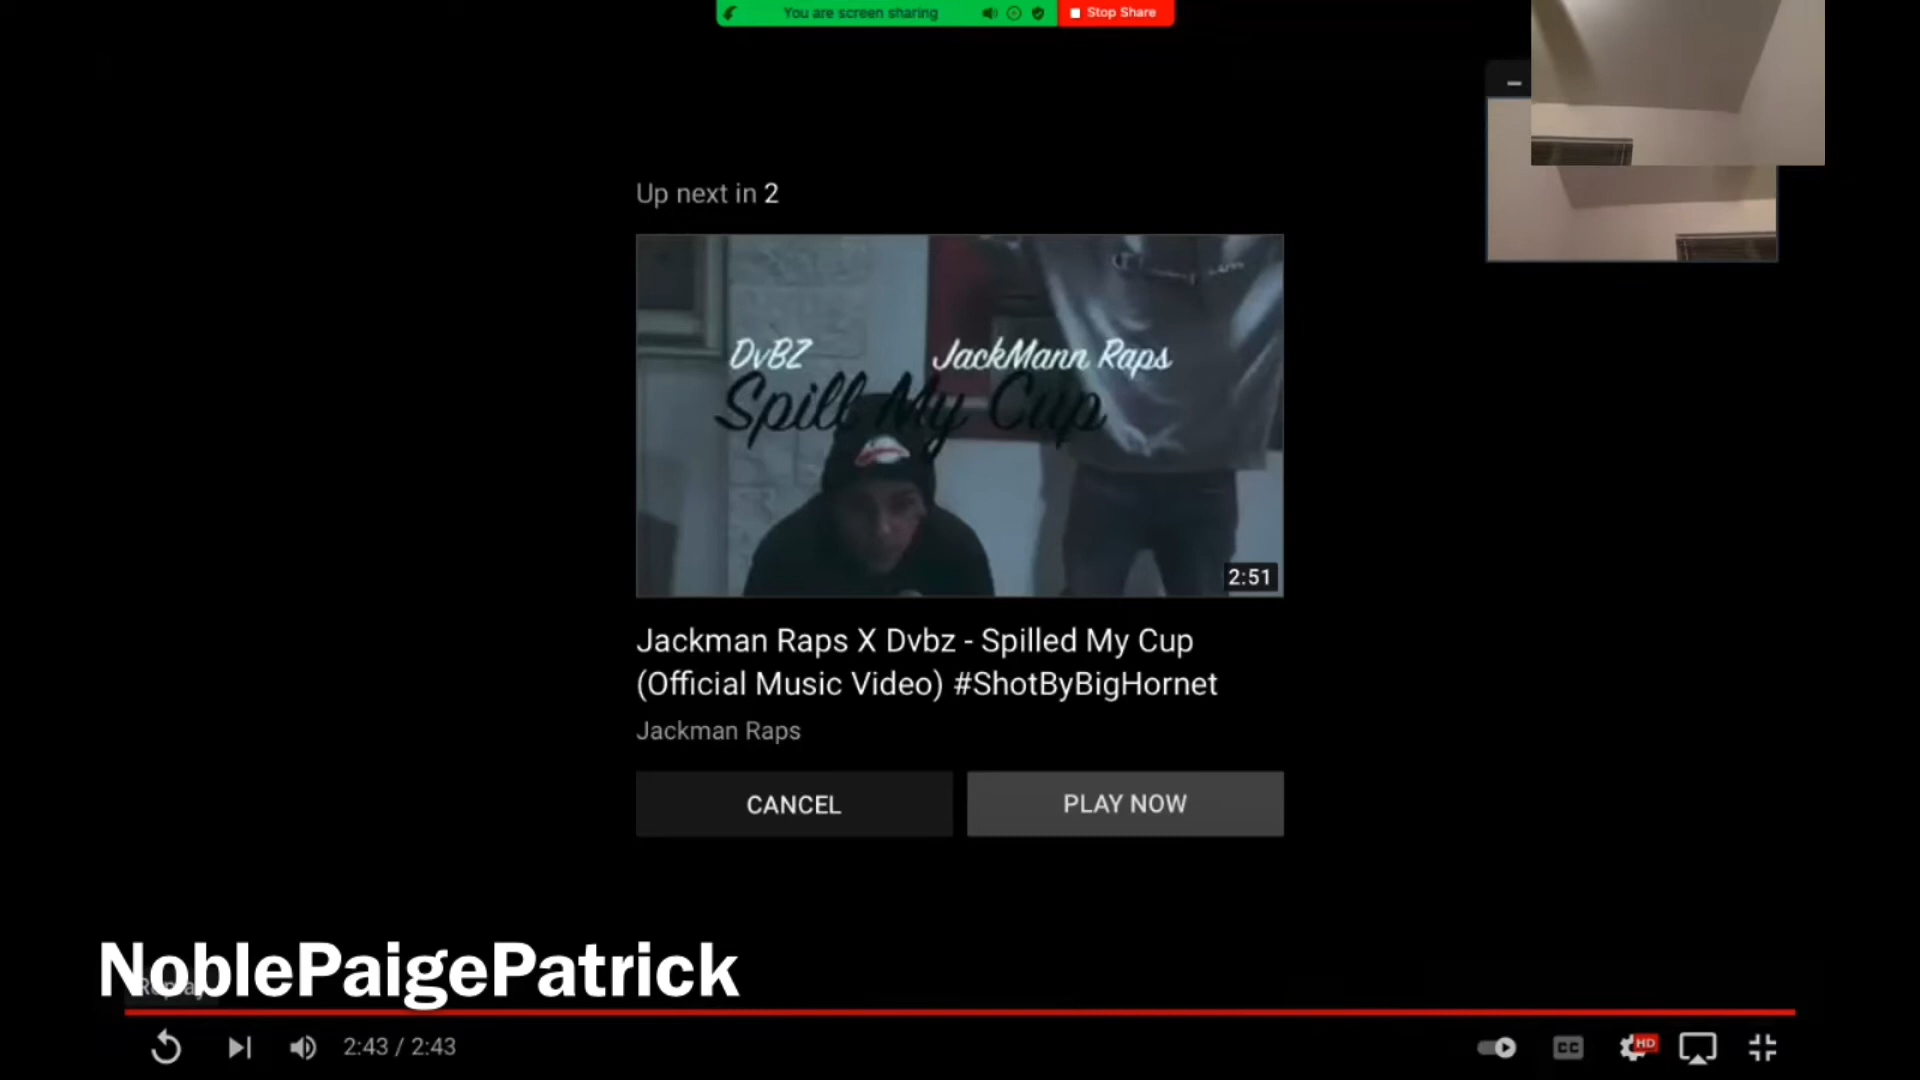 You are screen sharing
Stop Share
Up next in 2
DvBZ
JackMann Raps
Spill My Cup
2:51
Jackman Raps X Dvbz - Spilled My Cup
(Official Music Video) #ShotByBigHornet
Jackman Raps
CANCEL
PLAY NOW
NoblePaigePatrick
Replay
2:43 / 2:43
CC
HD